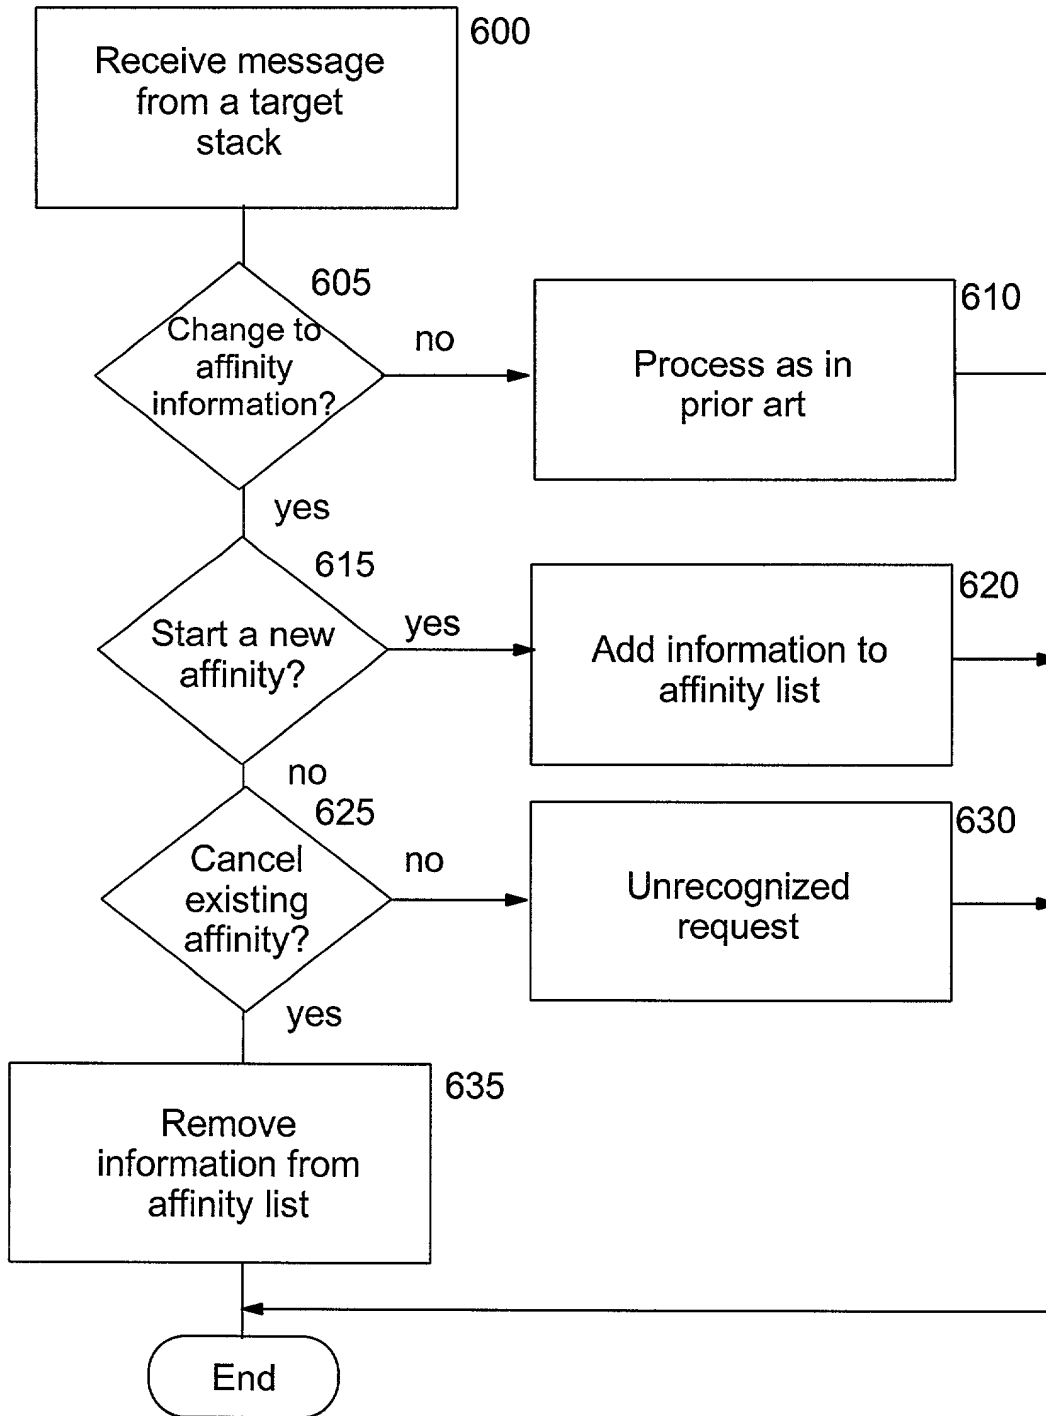 600
Receive message
from a target
stack
605
Change to
affinity
information?
no
610
Process as in
prior art
yes
615
Start a new
affinity?
yes
620
Add information to
affinity list
no
625
Cancel
existing
affinity?
no
630
Unrecognized
request
yes
635
Remove
information from
affinity list
End